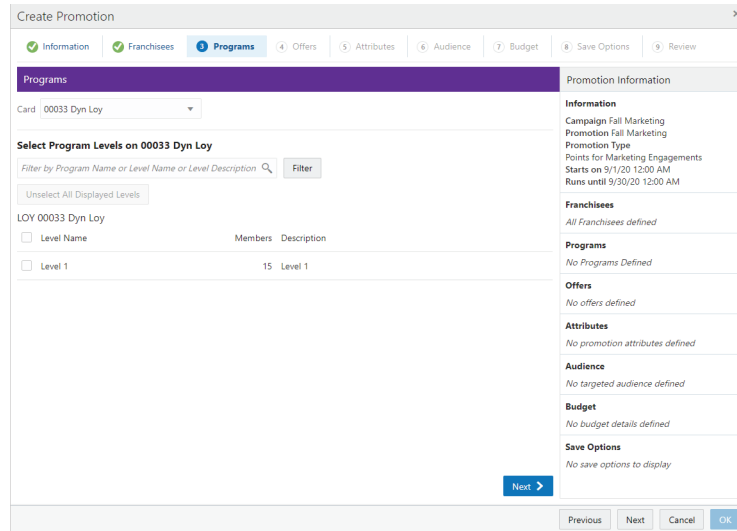 Create Promotion
Information
Franchisees
3 Programs
4 Offers
5 Attributes
6 Audience
7 Budget
8 Save Options
9 Review
Programs
Card 00033 Dyn Loy
Select Program Levels on 00033 Dyn Loy
Filter by Program Name or Level Name or Level Description
Filter
Unselect All Displayed Levels
LOY 00033 Dyn Loy
Level Name Members Description
Level 1 15 Level 1
Next
Promotion Information
Information
Campaign Fall Marketing
Promotion Fall Marketing
Promotion Type
Points for Marketing Engagements
Starts on 9/1/20 12:00 AM
Runs until 9/30/20 12:00 AM
Franchisees
All Franchisees defined
Programs
No Programs Defined
Offers
No offers defined
Attributes
No promotion attributes defined
Audience
No targeted audience defined
Budget
No budget details defined
Save Options
No save options to display
Previous Next Cancel OK